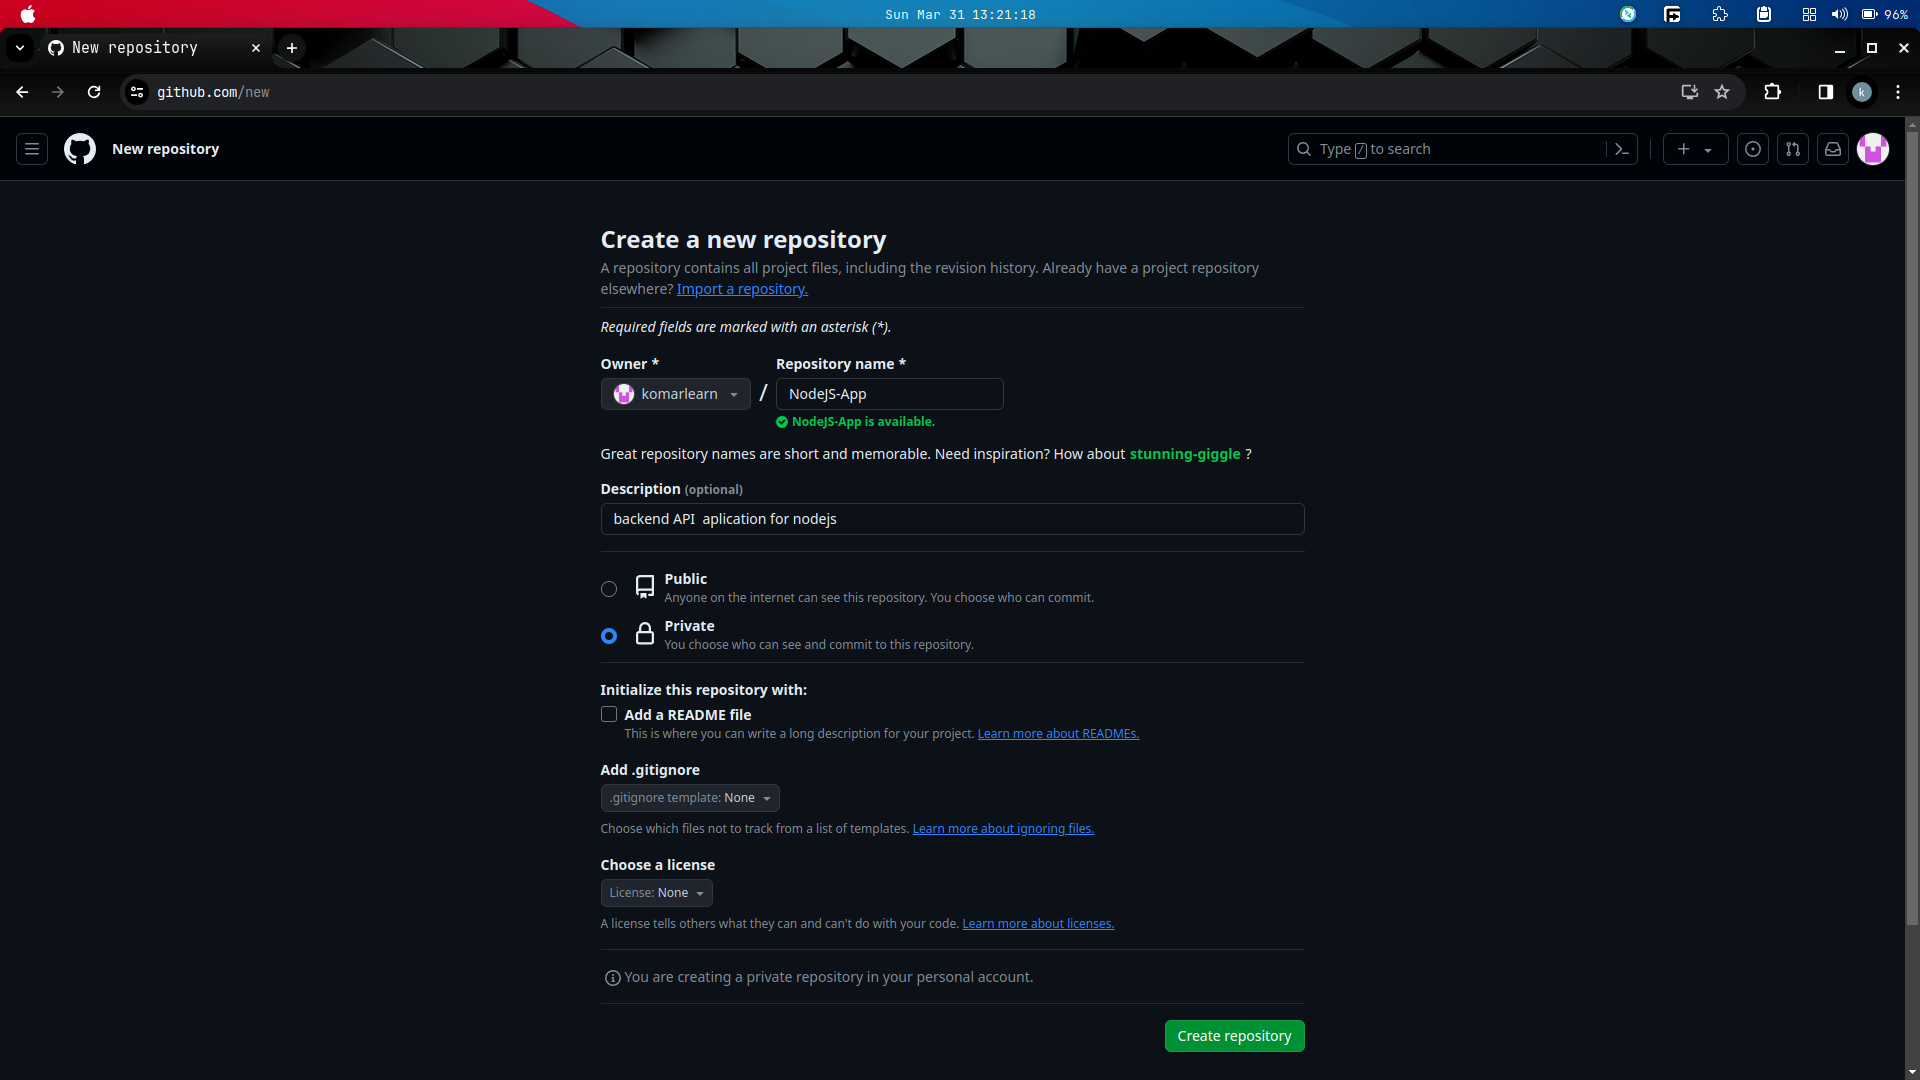 Sun Mar 31 13:21:18
96%
New repository
github.com/new
k
New repository
Type / to search
Create a new repository
A repository contains all project files, including the revision history. Already have a project repository
elsewhere? Import a repository.
Required fields are marked with an asterisk (*).
Owner *
Repository name *
komarlearn
/
NodeJS-App
NodeJS-App is available.
Great repository names are short and memorable. Need inspiration? How about stunning-giggle ?
Description (optional)
backend API  aplication for nodejs
Public
Anyone on the internet can see this repository. You choose who can commit.
Private
You choose who can see and commit to this repository.
Initialize this repository with:
Add a README file
This is where you can write a long description for your project. Learn more about READMEs.
Add .gitignore
.gitignore template: None
Choose which files not to track from a list of templates. Learn more about ignoring files.
Choose a license
License: None
A license tells others what they can and can't do with your code. Learn more about licenses.
You are creating a private repository in your personal account.
Create repository